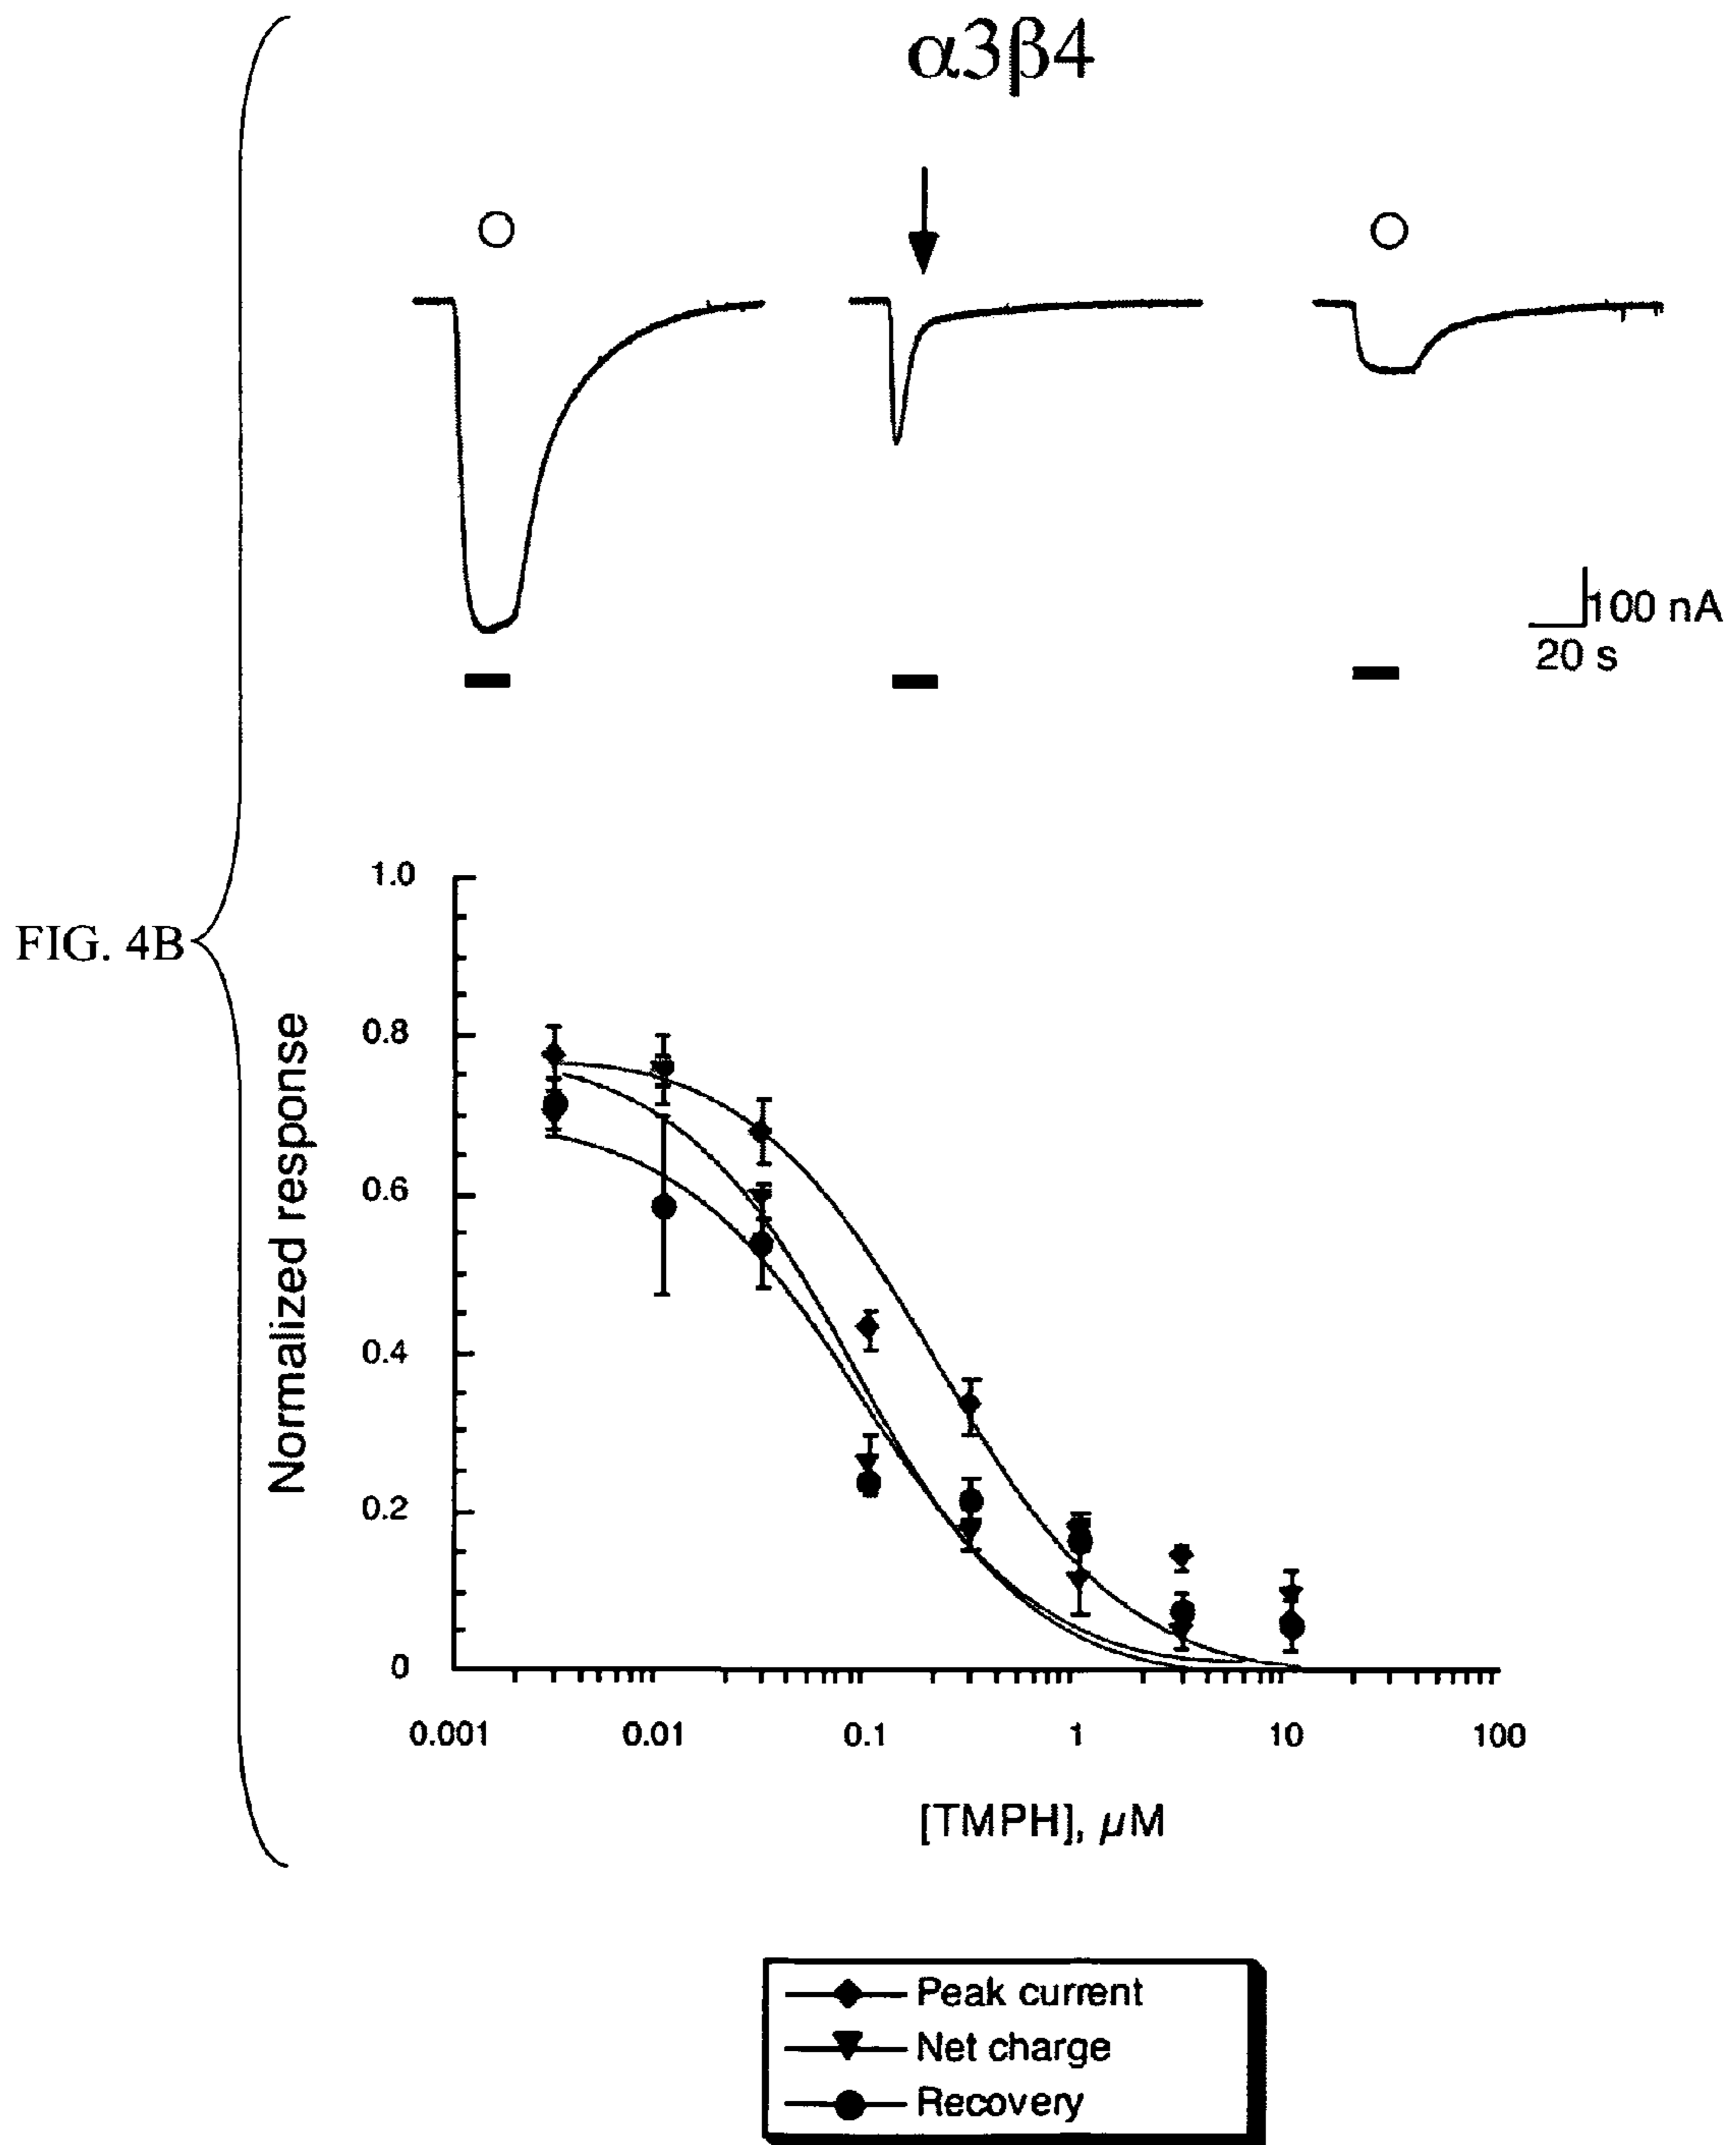 α3β4
100 nA
20 s
FIG. 4B
Normalized response
1.0
0.8
0.6
0.4
0.2
0
0.001 0.01 0.1 1 10 100
[TMPH], μM
Peak current
Net charge
Recovery